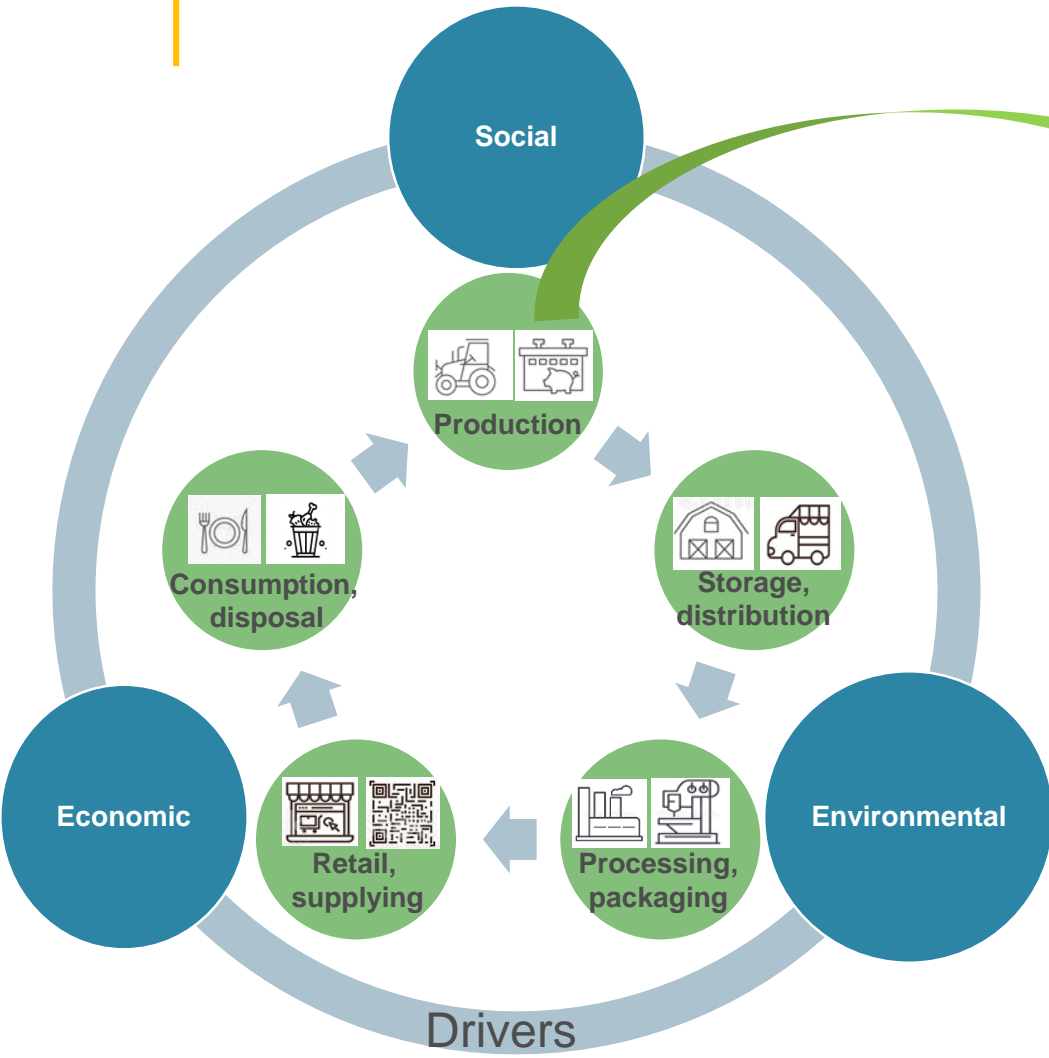 Social
Production
Storage,
distribution
Consumption,
disposal
Economic
Environmental
Retail,
supplying
Processing,
packaging
Drivers